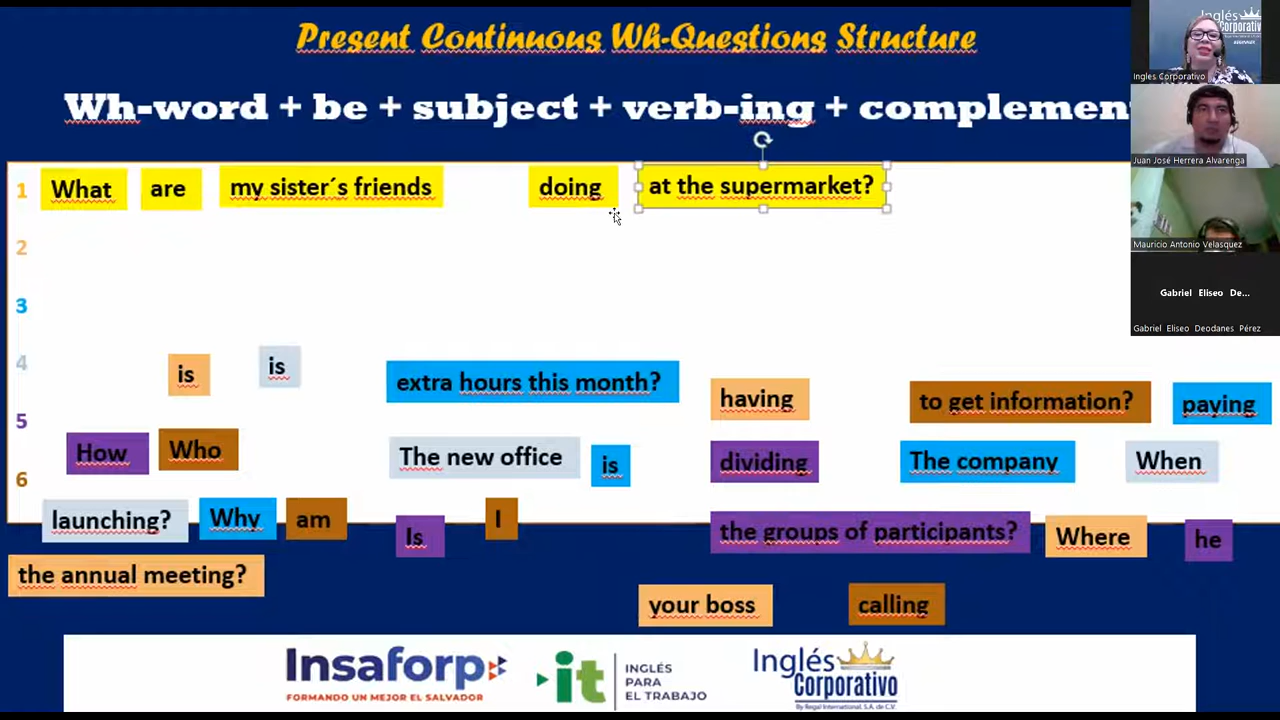 Present Continuous Wh-Questions Structure
Wh-word + be + subject + verb-ing + complemen
1 What are my sister´s friends doing at the supermarket?
2
3
4
5
6
is
is
extra hours this month?
having
to get information?
paying
How
Who
The new office
is
dividing
The company
When
launching?
Why
am
Is
I
the groups of participants?
Where
he
the annual meeting?
your boss
calling
Insaforp
FORMANDO UN MEJOR EL SALVADOR
it
INGLÉS
PARA
EL TRABAJO
Inglés
Corporativo
By Regal International, S.A. de C.V.
Inglés
Corporativo
Ingles Corporativo
Juan José Herrera Alvarenga
Mauricio Antonio Velasquez
Gabriel Eliseo De...
Gabriel Eliseo Deodanes Pérez